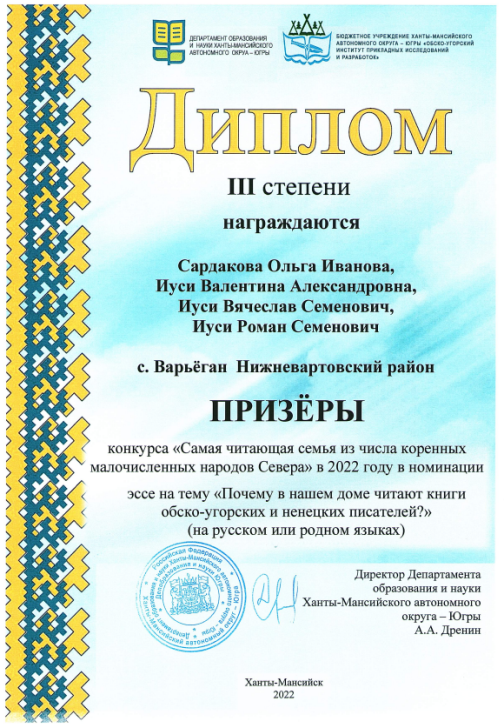 ДЕПАРТАМЕНТ ОБРАЗОВАНИЯ
И НАУКИ ХАНТЫ-МАНСИЙСКОГО
АВТОНОМНОГО ОКРУГА – ЮГРЫ
БЮДЖЕТНОЕ УЧРЕЖДЕНИЕ ХАНТЫ-МАНСИЙСКОГО
АВТОНОМНОГО ОКРУГА – ЮГРЫ «ОБСКО-УГОРСКИЙ
ИНСТИТУТ ПРИКЛАДНЫХ ИССЛЕДОВАНИЙ
И РАЗРАБОТОК»
Диплом
III степени
награждаются
Сардакова Ольга Иванова,
Иуси Валентина Александровна,
Иуси Вячеслав Семенович,
Иуси Роман Семенович
с. Варьёган Нижневартовский район
ПРИЗЁРЫ
конкурса «Самая читающая семья из числа коренных
малочисленных народов Севера» в 2022 году в номинации
эссе на тему «Почему в нашем доме читают книги
обско-угорских и ненецких писателей?»
(на русском или родном языках)
Российская Федерация
Директор Департамента
образования и науки
Ханты-Мансийского автономного
округа – Югры
А.А. Дренин
Ханты-Мансийск
2022